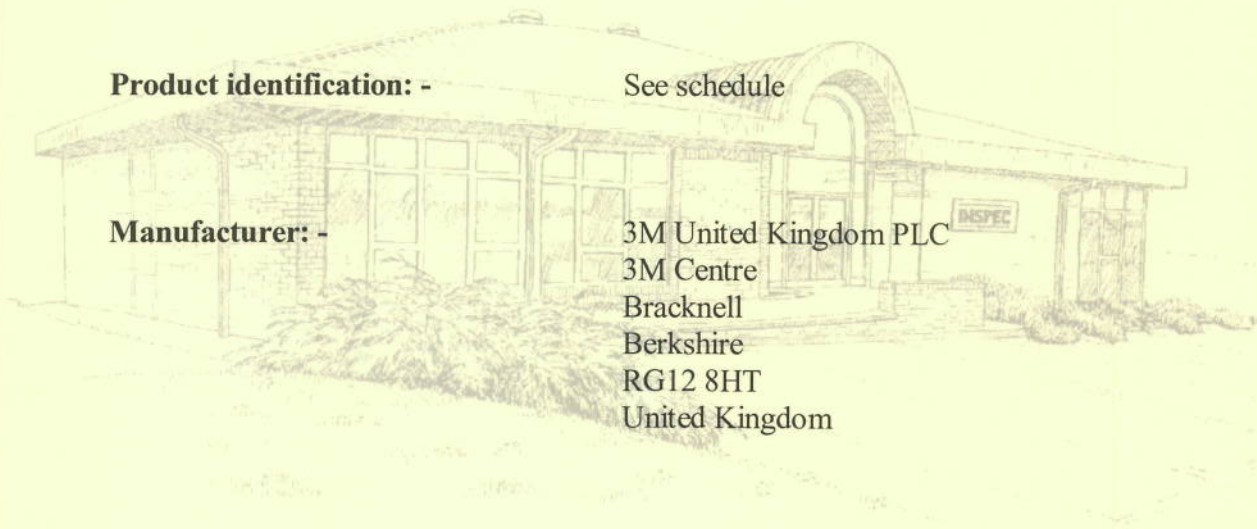 Product identification: - See schedule
INSPEC
Manufacturer: - 3M United Kingdom PLC
3M Centre
Bracknell
Berkshire
RG12 8HT
United Kingdom